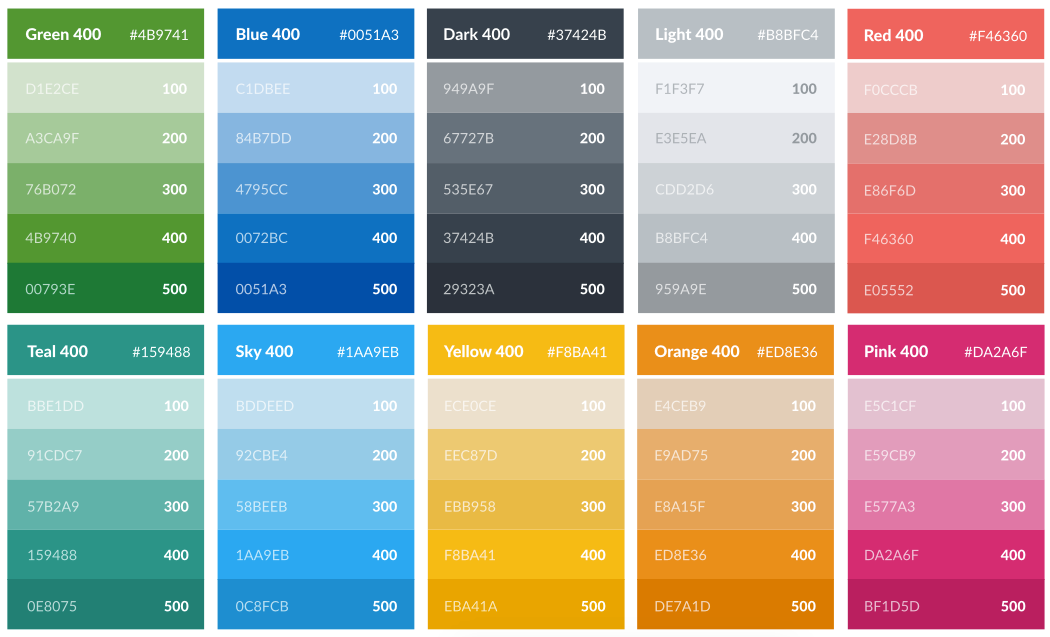 Green 400 #4B9741
D1E2CE 100
A3CA9F 200
76B072 300
4B9740 400
00793E 500
Blue 400 #0051A3
C1DBEE 100
84B7DD 200
4795CC 300
0072BC 400
0051A3 500
Dark 400 #37424B
949A9F 100
67727B 200
535E67 300
37424B 400
29323A 500
Light 400 #B8BFC4
F1F3F7 100
E3E5EA 200
CDD2D6 300
B8BFC4 400
959A9E 500
Red 400 #F46360
F0CCCB 100
E28D8B 200
E86F6D 300
F46360 400
E05552 500
Teal 400 #159488
BBE1DD 100
91CDC7 200
57B2A9 300
159488 400
0E8075 500
Sky 400 #1AA9EB
BDDEED 100
92CBE4 200
58BEEB 300
1AA9EB 400
0C8FCB 500
Yellow 400 #F8BA41
ECE0CE 100
EEC87D 200
EBB958 300
F8BA41 400
EBA41A 500
Orange 400 #ED8E36
E4CEB9 100
E9AD75 200
E8A15F 300
ED8E36 400
DE7A1D 500
Pink 400 #DA2A6F
E5C1CF 100
E59CB9 200
E577A3 300
DA2A6F 400
BF1D5D 500